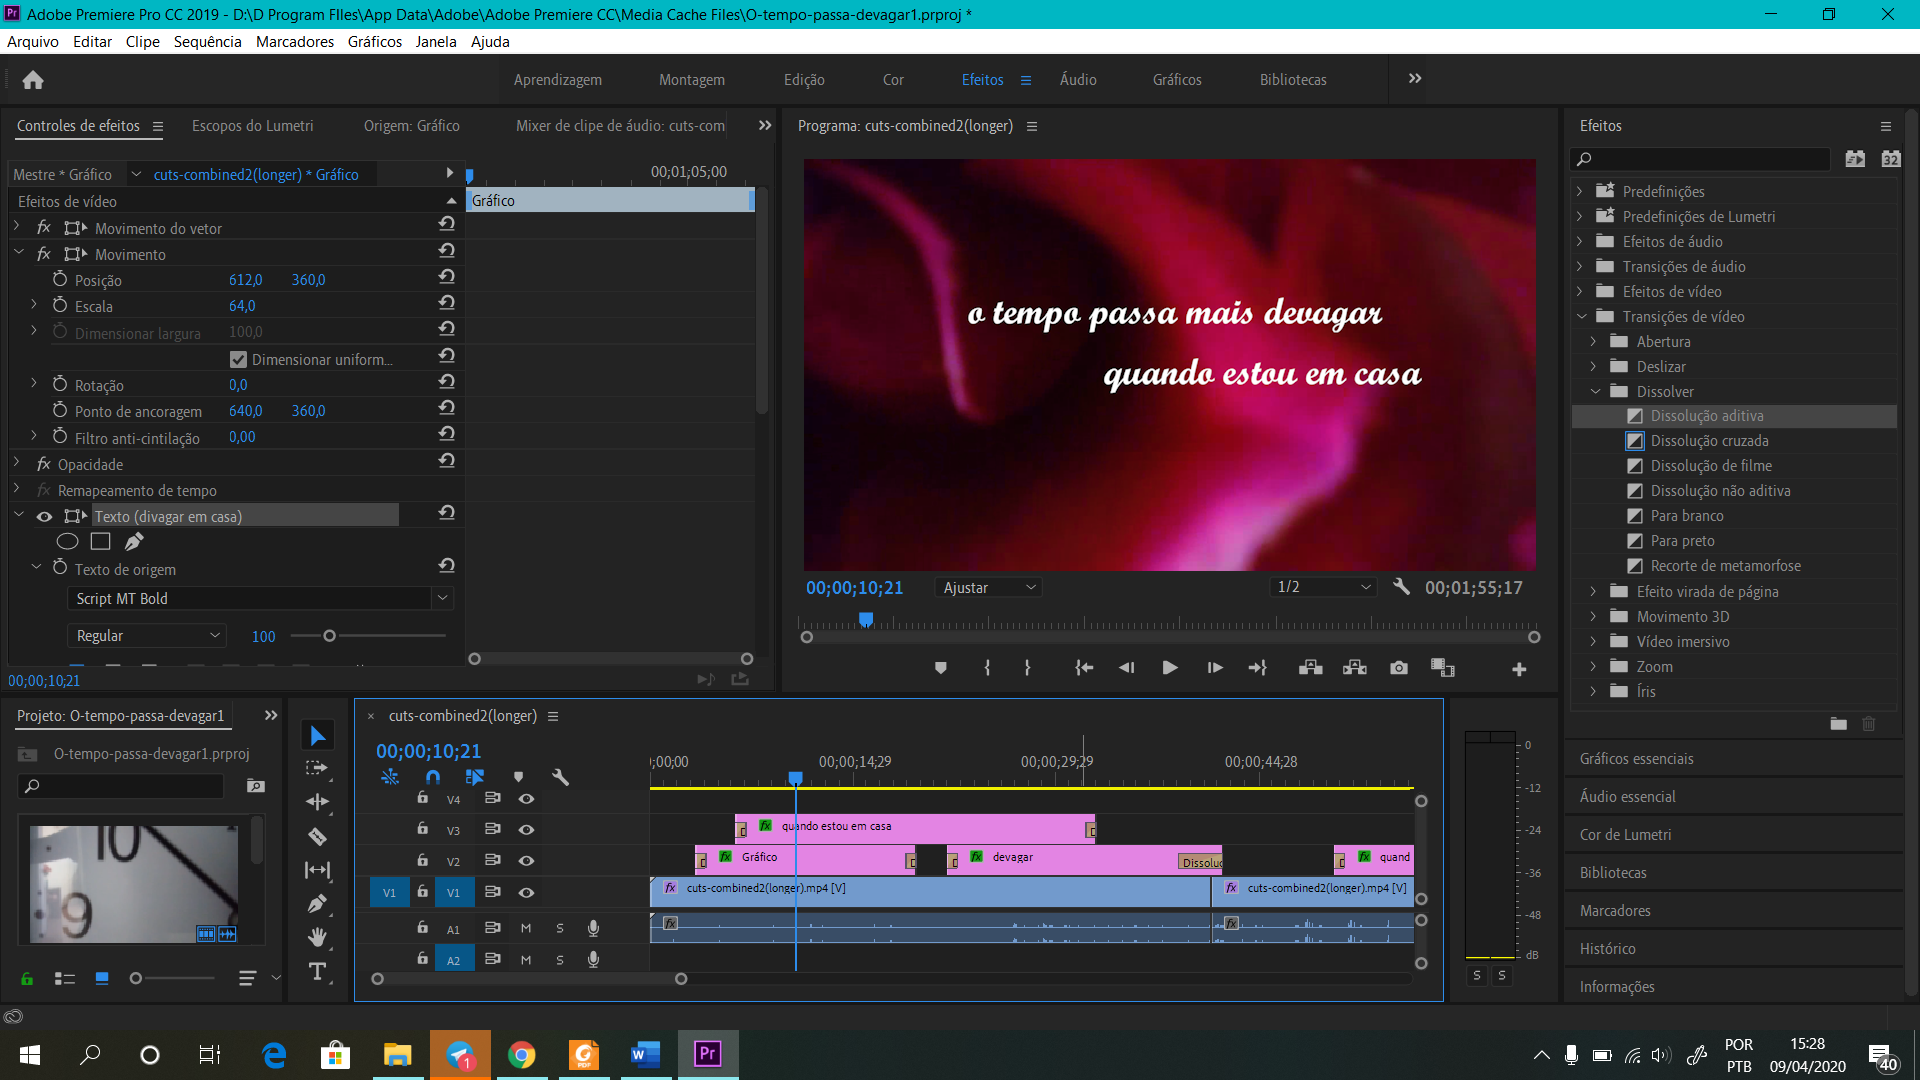 Adobe Premiere Pro CC 2019 - D:\D Program FIles\App Data\Adobe\Adobe Premiere CC\Media Cache Files\O-tempo-passa-devagar1.prproj *
Arquivo Editar Clipe Sequência Marcadores Gráficos Janela Ajuda
Aprendizagem Montagem Edição Cor Efeitos Áudio Gráficos Bibliotecas
Controles de efeitos Escopos do Lumetri Origem: Gráfico Mixer de clipe de áudio: cuts-com
Mestre * Gráfico cuts-combined2(longer) * Gráfico 00;01;05;00
Efeitos de vídeo
Gráfico
fx Movimento do vetor
fx Movimento
Posição 612,0 360,0
Escala 64,0
Dimensionar largura 100,0
Dimensionar uniform...
Rotação 0,0
Ponto de ancoragem 640,0 360,0
Filtro anti-cintilação 0,00
fx Opacidade
fx Remapeamento de tempo
Texto (divagar em casa)
Texto de origem
Script MT Bold
Regular 100
00;00;10;21
Programa: cuts-combined2(longer)
o tempo passa mais devagar
quando estou em casa
00;00;10;21 Ajustar 1/2 00;01;55;17
Efeitos
32
Predefinições
Predefinições de Lumetri
Efeitos de áudio
Transições de áudio
Efeitos de vídeo
Transições de vídeo
Abertura
Deslizar
Dissolver
Dissolução aditiva
Dissolução cruzada
Dissolução de filme
Dissolução não aditiva
Para branco
Para preto
Recorte de metamorfose
Efeito virada de página
Movimento 3D
Vídeo imersivo
Zoom
Íris
Gráficos essenciais
Áudio essencial
Cor de Lumetri
Bibliotecas
Marcadores
Histórico
Informações
Projeto: O-tempo-passa-devagar1
O-tempo-passa-devagar1.prproj
10
9
cuts-combined2(longer)
00;00;10;21
;00;00 00;00;14;29 00;00;29;29 00;00;44;28
V4
V3 fx quando estou em casa
V2 fx Gráfico fx devagar Dissoluç fx quand
V1 V1 fx cuts-combined2(longer).mp4 [V] fx cuts-combined2(longer).mp4 [V]
A1 M S fx fx
A2 M S
0
-12
-24
-36
-48
dB
S S
Pr
POR
PTB
15:28
09/04/2020
40
1
PDF
W